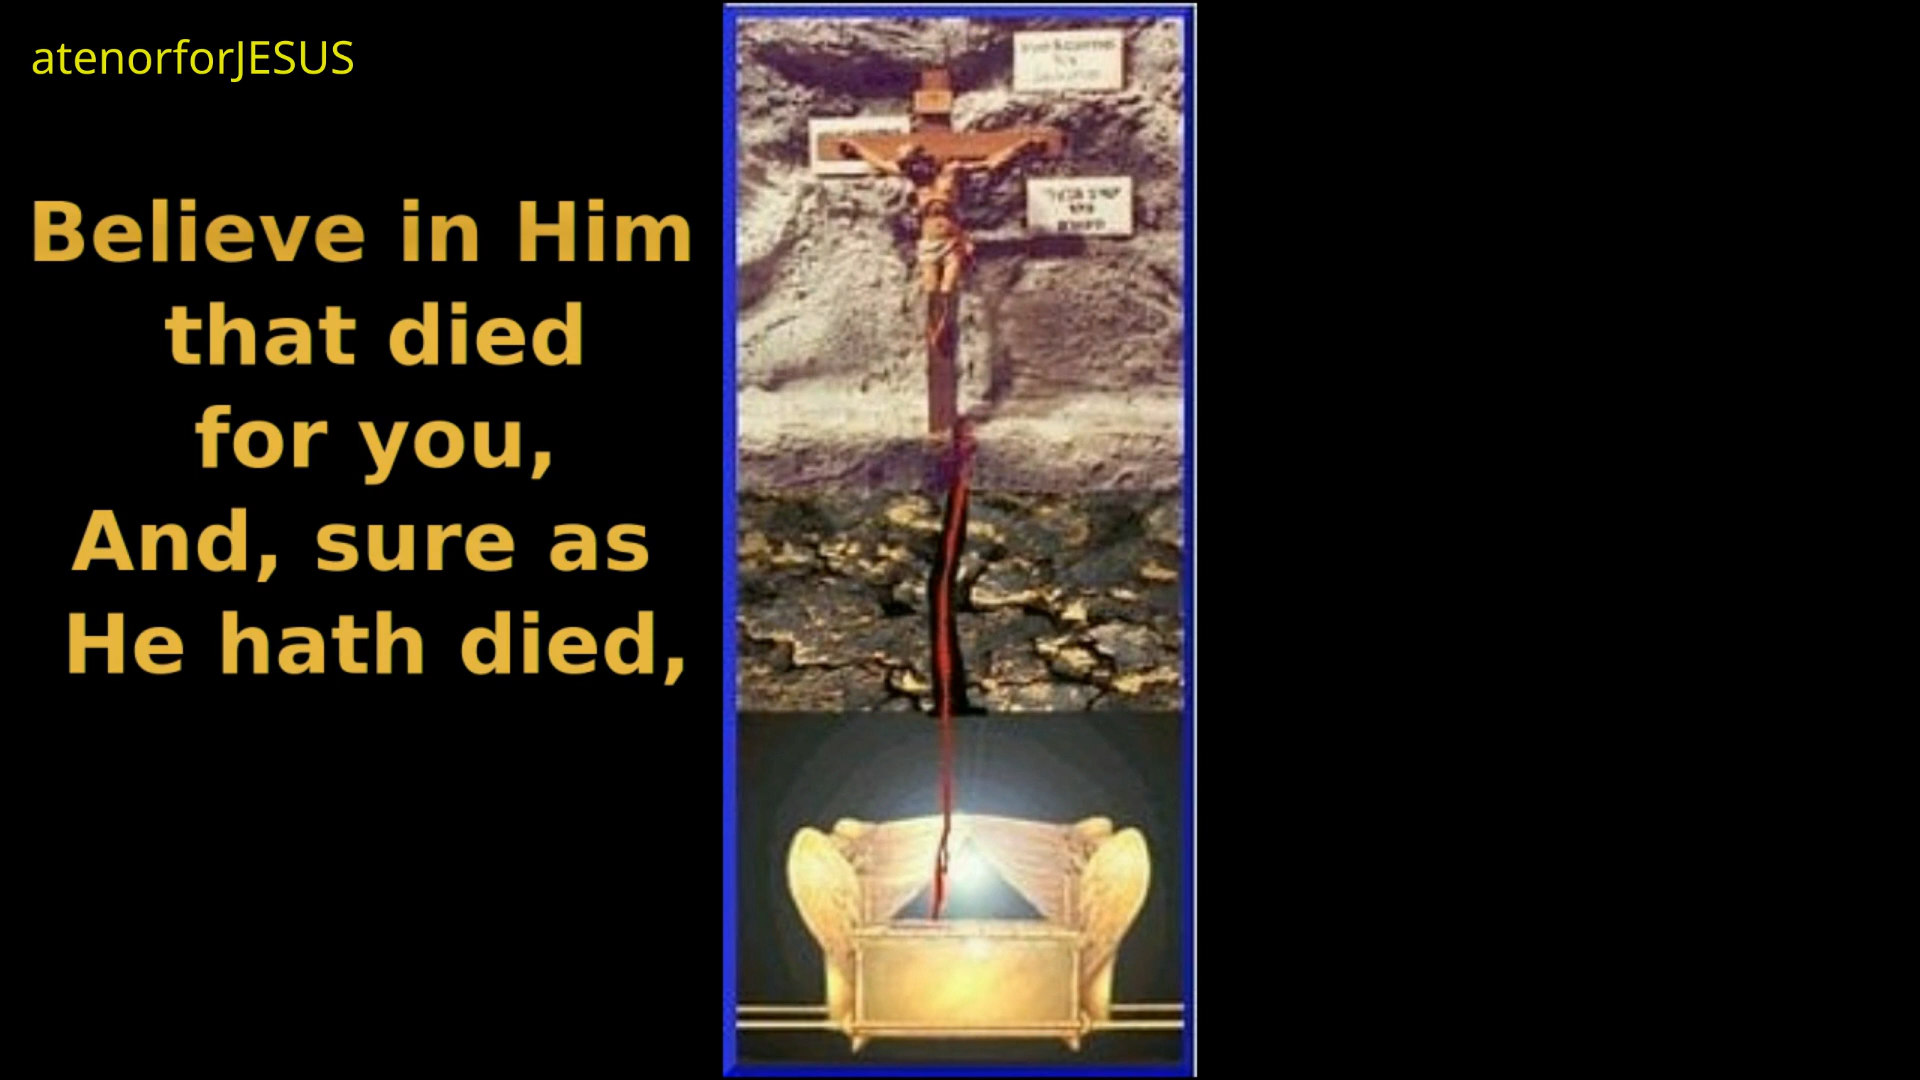 atenorforJESUS
Believe in Him
that died
for you,
And, sure as
He hath died,